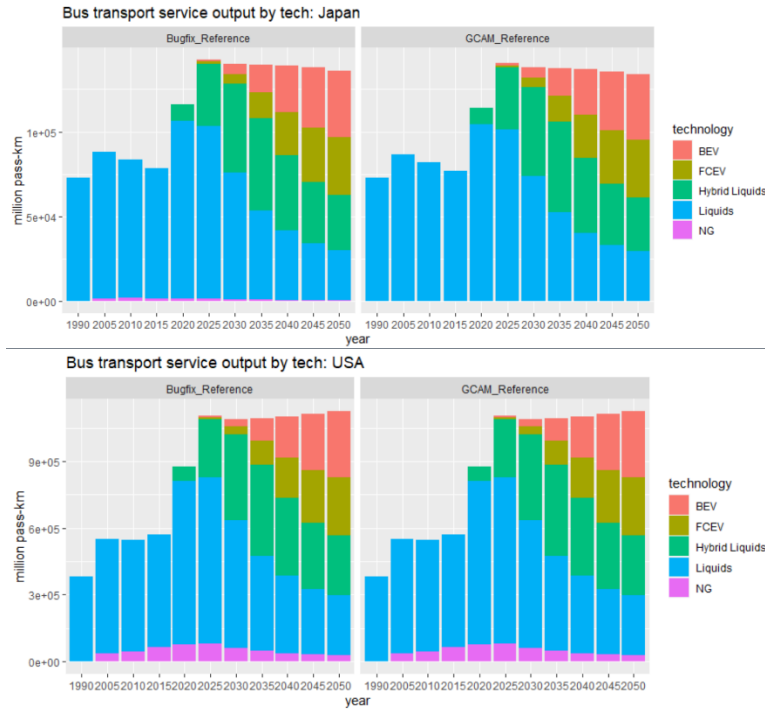 Bus transport service output by tech: Japan
Bugfix_Reference
GCAM_Reference
million pass-km
1e+05
5e+04
0e+00
1990 2005 2010 2015 2020 2025 2030 2035 2040 2045 2050
1990 2005 2010 2015 2020 2025 2030 2035 2040 2045 2050
year
technology
BEV
FCEV
Hybrid Liquids
Liquids
NG
Bus transport service output by tech: USA
Bugfix_Reference
GCAM_Reference
million pass-km
9e+05
6e+05
3e+05
0e+00
1990 2005 2010 2015 2020 2025 2030 2035 2040 2045 2050
1990 2005 2010 2015 2020 2025 2030 2035 2040 2045 2050
year
technology
BEV
FCEV
Hybrid Liquids
Liquids
NG